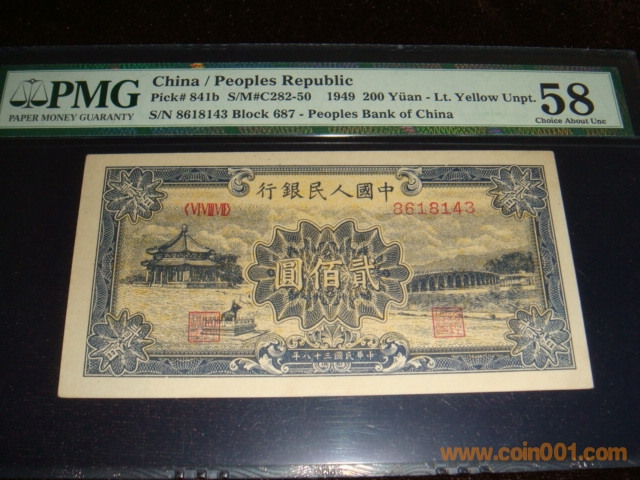 PMG
PAPER MONEY GUARANTY
China / Peoples Republic
Pick# 841b S/M#C282-50 1949 200 Yüan - Lt. Yellow Unpt.
S/N 8618143 Block 687 - Peoples Bank of China
58
Choice About Unc
行銀民人國中
8618143
圓佰貳
年八十三國民華中
www.coin001.com